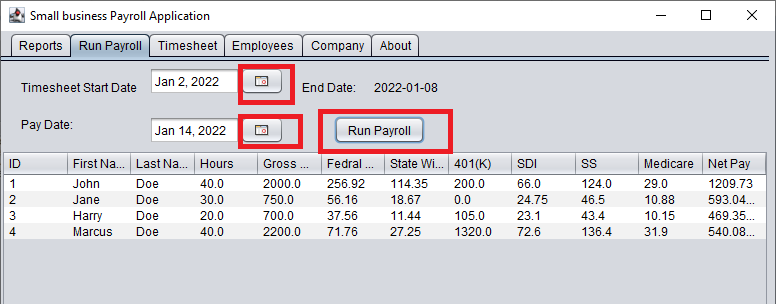 Small business Payroll Application
Reports Run Payroll Timesheet Employees Company About
Timesheet Start Date Jan 2, 2022 End Date: 2022-01-08
Pay Date: Jan 14, 2022 Run Payroll
ID First Na... Last Na... Hours Gross ... Fedral ... State Wi... 401(K) SDI SS Medicare Net Pay
1 John Doe 40.0 2000.0 256.92 114.35 200.0 66.0 124.0 29.0 1209.73
2 Jane Doe 30.0 750.0 56.16 18.67 0.0 24.75 46.5 10.88 593.04...
3 Harry Doe 20.0 700.0 37.56 11.44 105.0 23.1 43.4 10.15 469.35...
4 Marcus Doe 40.0 2200.0 71.76 27.25 1320.0 72.6 136.4 31.9 540.08...